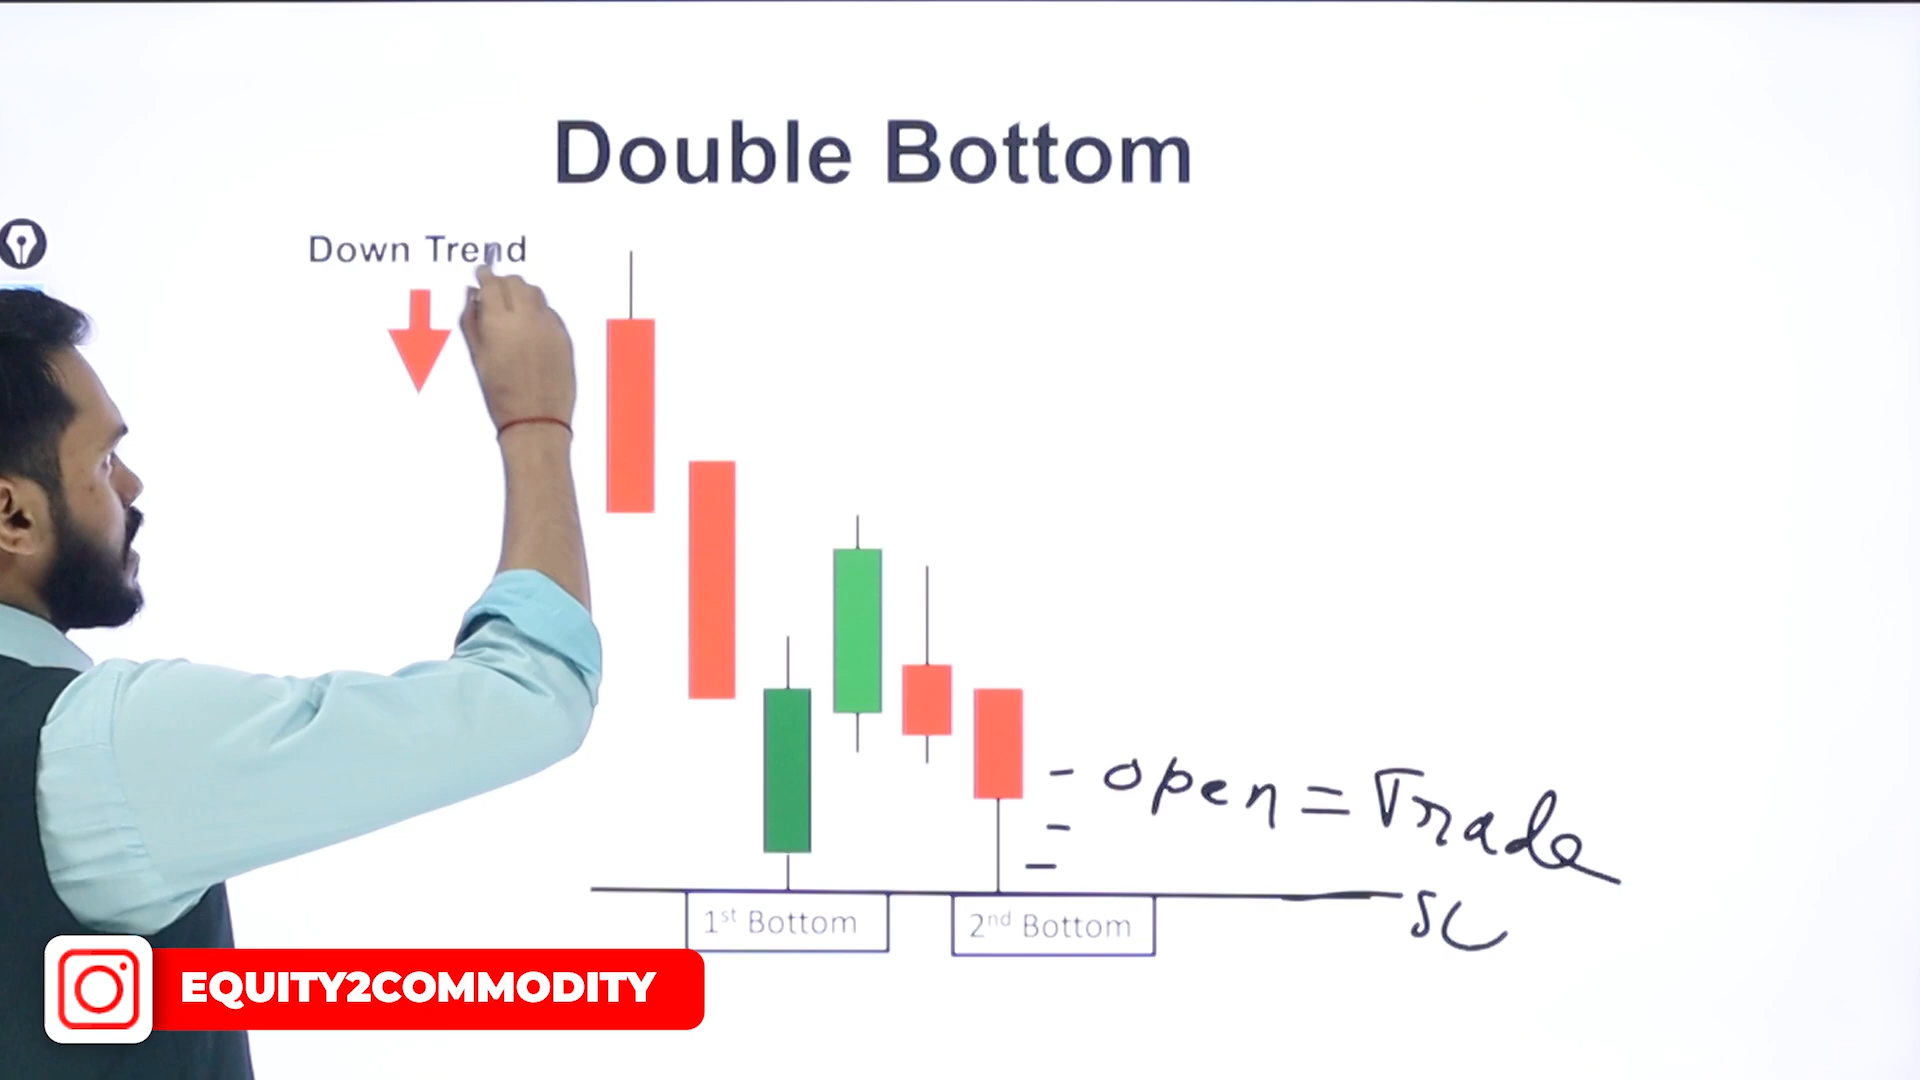 Double Bottom
Down Trend
- open = Trade
-
-
SL
1st Bottom
2nd Bottom
EQUITY2COMMODITY